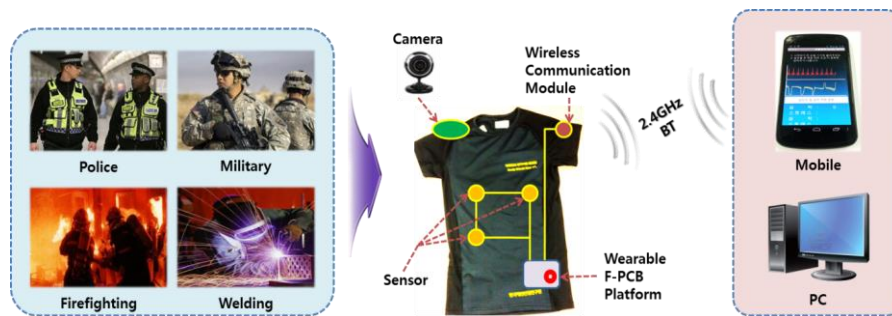 Police
Military
Firefighting
Welding
Camera
Wireless
Communication
Module
Sensor
Wearable
F-PCB
Platform
2.4GHz
BT
Mobile
PC